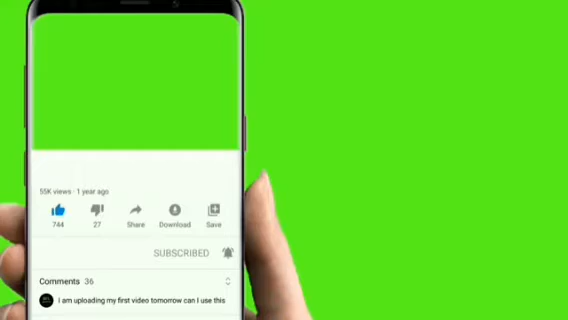 55K views · 1 year ago
744 27 Share Download Save
SUBSCRIBED
Comments 36
I am uploading my first video tomorrow can I use this